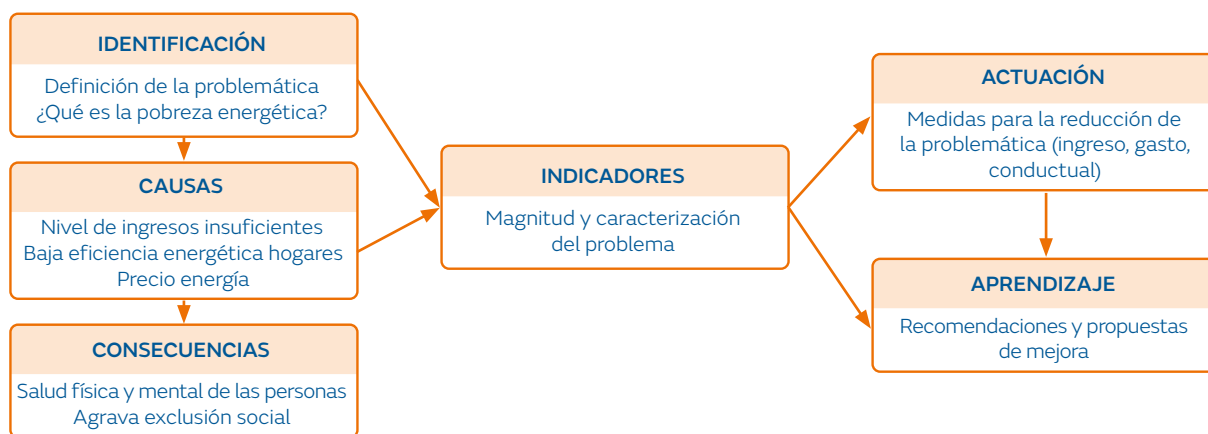 IDENTIFICACIÓN
Definición de la problemática
¿Qué es la pobreza energética?
CAUSAS
Nivel de ingresos insuficientes
Baja eficiencia energética hogares
Precio energía
CONSECUENCIAS
Salud física y mental de las personas
Agrava exclusión social
INDICADORES
Magnitud y caracterización
del problema
ACTUACIÓN
Medidas para la reducción de
la problemática (ingreso, gasto,
conductual)
APRENDIZAJE
Recomendaciones y propuestas
de mejora